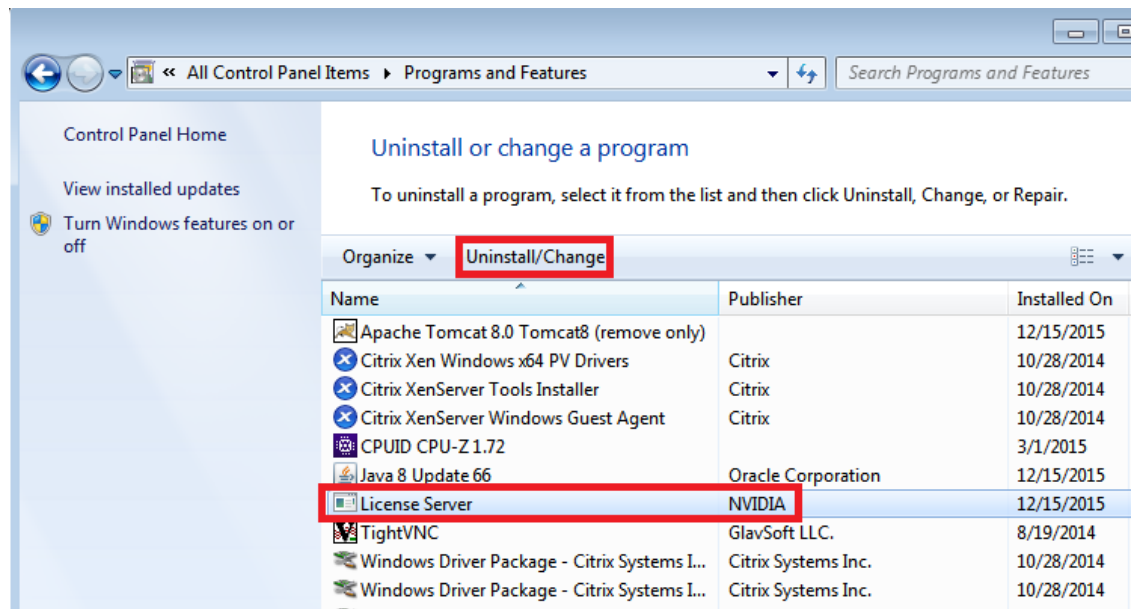 « All Control Panel Items ▸ Programs and Features
Search Programs and Features
Control Panel Home
View installed updates
Turn Windows features on or
off
Uninstall or change a program
To uninstall a program, select it from the list and then click Uninstall, Change, or Repair.
Organize Uninstall/Change
Name Publisher Installed On
Apache Tomcat 8.0 Tomcat8 (remove only) 12/15/2015
Citrix Xen Windows x64 PV Drivers Citrix 10/28/2014
Citrix XenServer Tools Installer Citrix 10/28/2014
Citrix XenServer Windows Guest Agent Citrix 10/28/2014
CPUID CPU-Z 1.72 3/1/2015
Java 8 Update 66 Oracle Corporation 12/15/2015
License Server NVIDIA 12/15/2015
TightVNC GlavSoft LLC. 8/19/2014
Windows Driver Package - Citrix Systems I... Citrix Systems Inc. 10/28/2014
Windows Driver Package - Citrix Systems I... Citrix Systems Inc. 10/28/2014